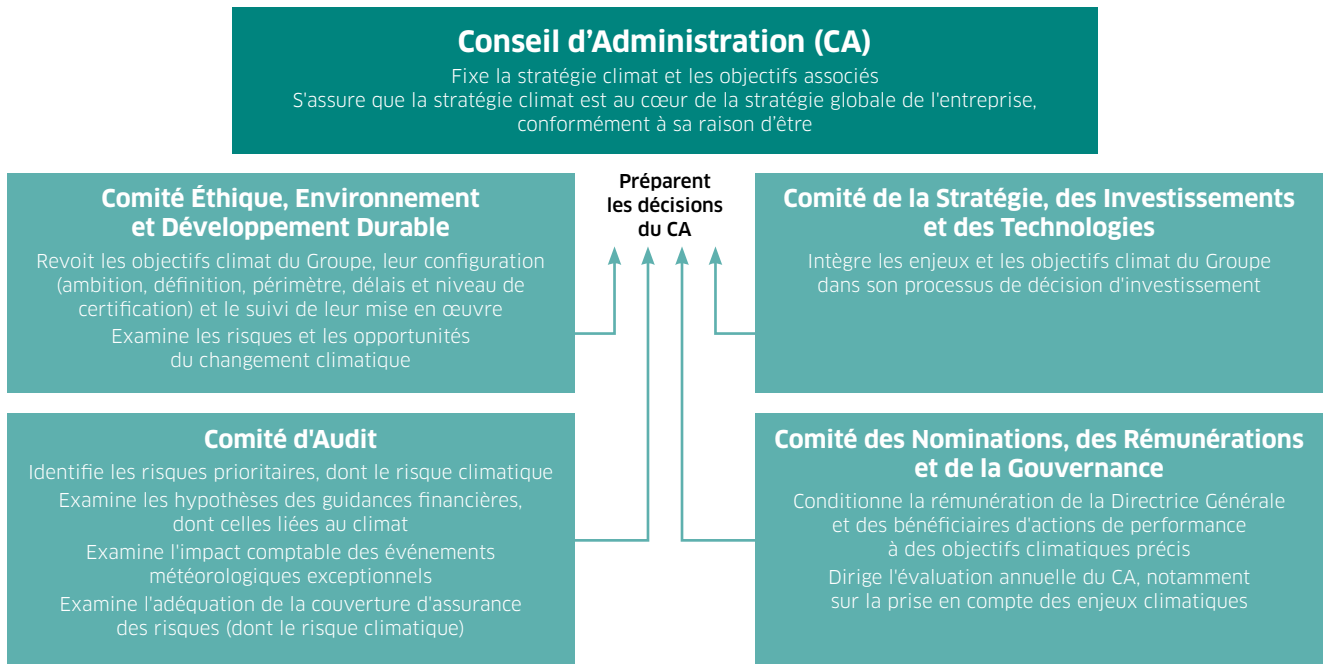 Conseil d’Administration (CA)
Fixe la stratégie climat et les objectifs associés
S'assure que la stratégie climat est au cœur de la stratégie globale de l'entreprise,
conformément à sa raison d’être
Comité Éthique, Environnement
et Développement Durable
Revoit les objectifs climat du Groupe, leur configuration
(ambition, définition, périmètre, délais et niveau de
certification) et le suivi de leur mise en œuvre
Examine les risques et les opportunités
du changement climatique
Préparent
les décisions
du CA
Comité de la Stratégie, des Investissements
et des Technologies
Intègre les enjeux et les objectifs climat du Groupe
dans son processus de décision d'investissement
Comité d'Audit
Identifie les risques prioritaires, dont le risque climatique
Examine les hypothèses des guidances financières,
dont celles liées au climat
Examine l'impact comptable des événements
météorologiques exceptionnels
Examine l'adéquation de la couverture d'assurance
des risques (dont le risque climatique)
Comité des Nominations, des Rémunérations
et de la Gouvernance
Conditionne la rémunération de la Directrice Générale
et des bénéficiaires d'actions de performance
à des objectifs climatiques précis
Dirige l'évaluation annuelle du CA, notamment
sur la prise en compte des enjeux climatiques